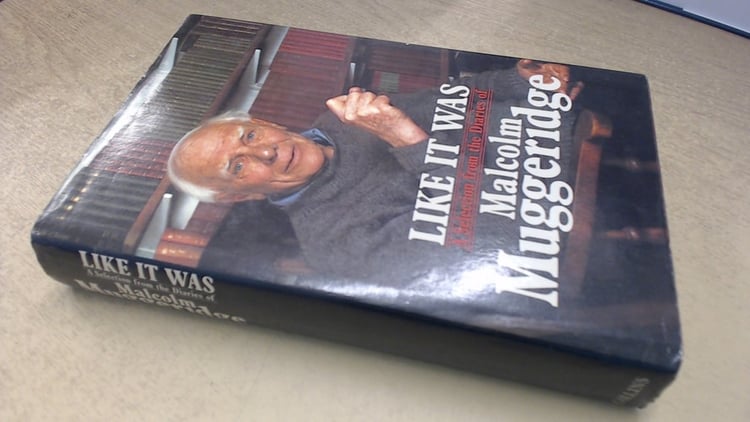 LIKE IT WAS
A Selection from the Diaries of
Malcolm
Muggeridge
LIKE IT WAS
A Selection from the Diaries of
Malcolm
Muggeridge
COLLINS